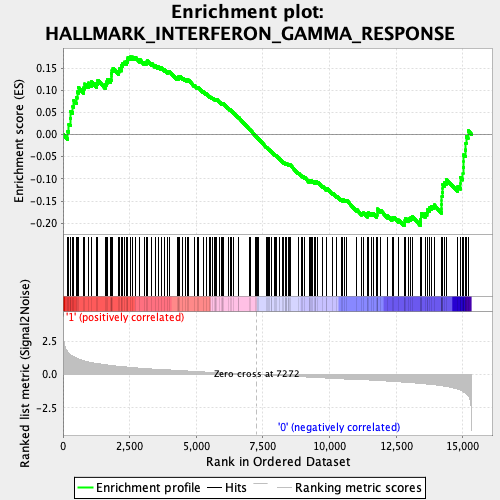 Enrichment plot:
HALLMARK_INTERFERON_GAMMA_RESPONSE
Enrichment score (ES)
0.15
0.10
0.05
0.00
-0.05
-0.10
-0.15
-0.20
'1' (positively correlated)
Ranked list metric (Signal2Noise)
2.5
0.0
-2.5
Zero cross at 7272
'0' (negatively correlated)
0
2,500
5,000
7,500
10,000
12,500
15,000
Rank in Ordered Dataset
Enrichment profile
Hits
Ranking metric scores